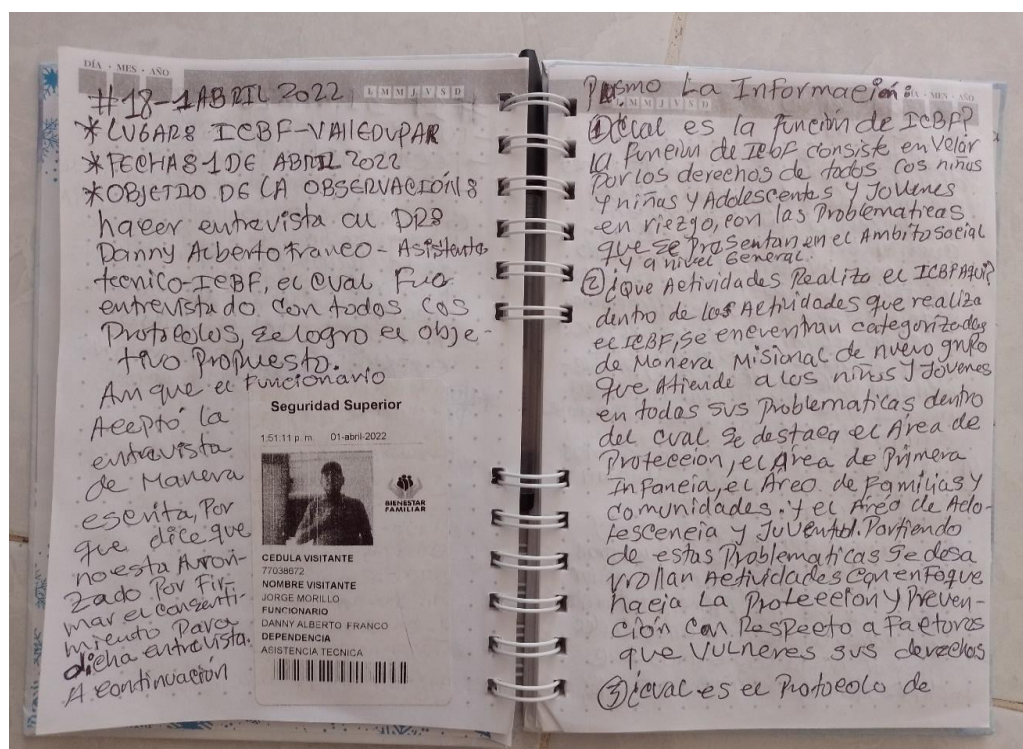 DÍA · MES · AÑO
L M M J V S D
#18-1 ABRIL 2022
*LUGAR: ICBF-VAllEDUPAR
*FECHA: 1 DE ABRIL 2022
*OBJETIVO DE LA OBSERVACIÓN:
hacer entrevista al DR:
Danny Alberto Franco - Asistente
tecnico-ICBF, el cual Fue
entrevistado con todos los
Protocolos, se logro el obje-
tivo Propuesto.
Aunque el Funcionario
Aceptó la
entrevista
de Manera
escrita, Por
que dice que
no esta Autori-
zado Por Fir-
mar el consenti-
miento Para
dicha entrevista.
A continuación
Seguridad Superior
1:51:11 p. m. 01-abril-2022
BIENESTAR
FAMILIAR
CEDULA VISITANTE
77038672
NOMBRE VISITANTE
JORGE MORILLO
FUNCIONARIO
DANNY ALBERTO FRANCO
DEPENDENCIA
ASISTENCIA TECNICA
Plasmo La Información:
L M M J V S D
① ¿Cual es la función de ICBF?
la función de ICBF consiste en velar
Por los derechos de todos los niños
y niñas y Adolescentes y Jovenes
en riezgo, con las Problematicas
que se Presentan en el Ambito Social
y a nivel General.
② ¿Que Actividades Realiza el ICBF AQUI?
dentro de las Actividades que realiza
el ICBF, se encuentran categorizadas
de Manera Misional de nuevo grupo
que Atiende a los niños y Jovenes
en todas sus Problematicas dentro
del cual se destaca el Área de
Protección, el Área de Primera
Infancia, el Área de Familias y
comunidades. y el Área de Ado-
lescencia y Juventud. Partiendo
de estas Problematicas se desa
rrollan Actividades con enfoque
hacia La Protección y Preven-
ción con Respecto a Factores
que vulneres sus derechos
③ ¿cual es el Protocolo de